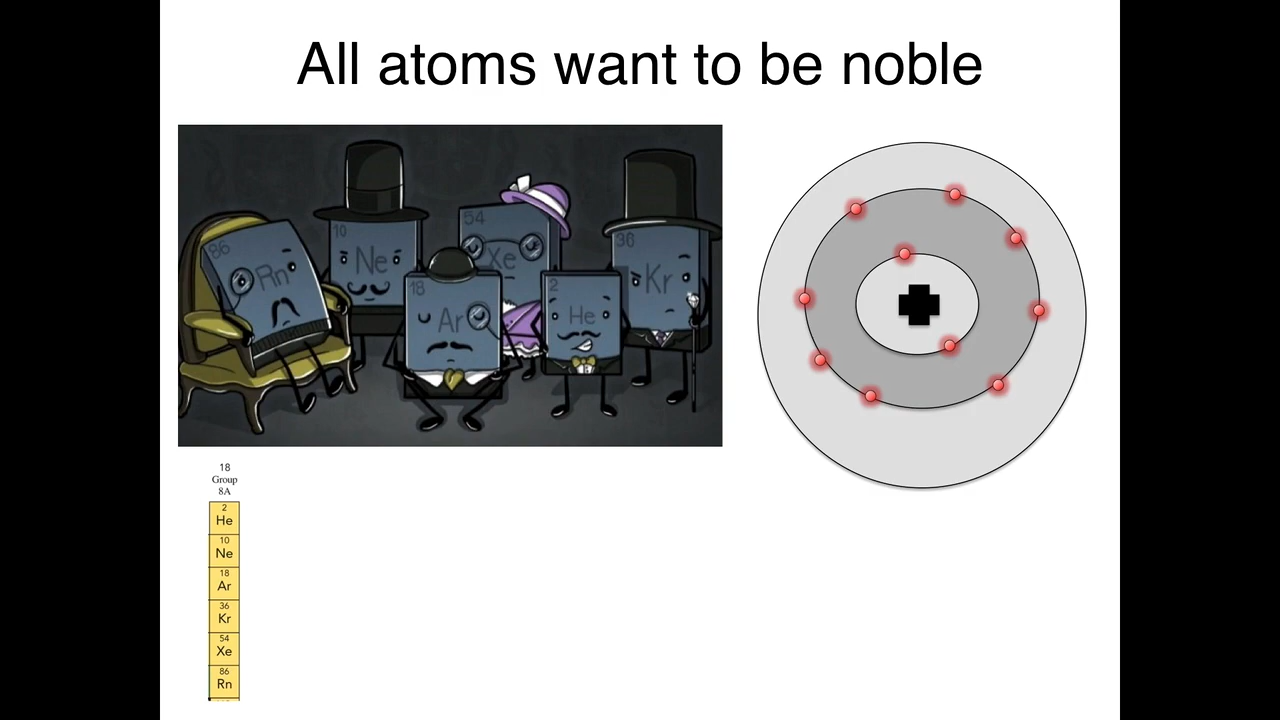 All atoms want to be noble
86
Rn
10
Ne
18
Ar
54
Xe
2
He
36
Kr
18
Group
8A
2
He
10
Ne
18
Ar
36
Kr
54
Xe
86
Rn